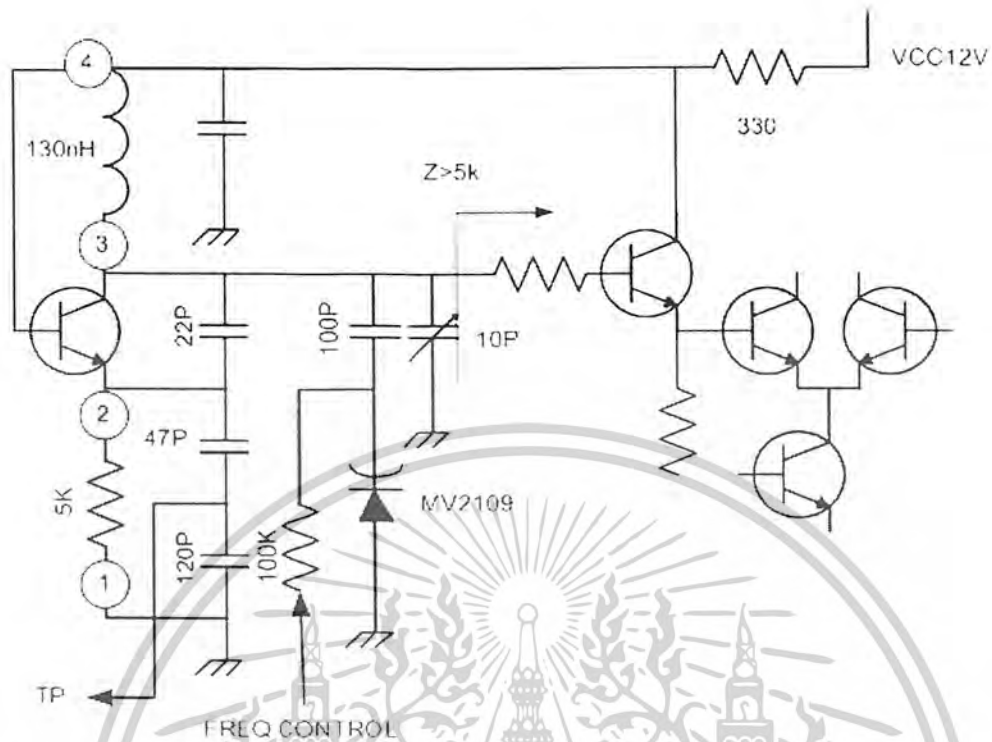 4
VCC12V
330
130nH
Z>5k
3
22P
100P
10P
2
47P
5K
MV2109
120P
100K
1
TP
FREQ CONTROL